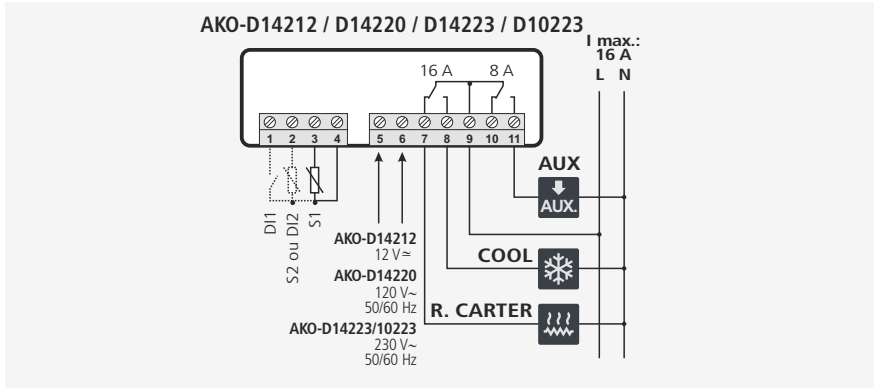 AKO-D14212 / D14220 / D14223 / D10223
I max.:
16 A
L N
16 A 8 A
1 2 3 4 5 6 7 8 9 10 11
DI1
S2 ou DI2
S1
AUX
AUX.
AKO-D14212
12 V≃
COOL
AKO-D14220
120 V~
50/60 Hz
R. CARTER
AKO-D14223/10223
230 V~
50/60 Hz